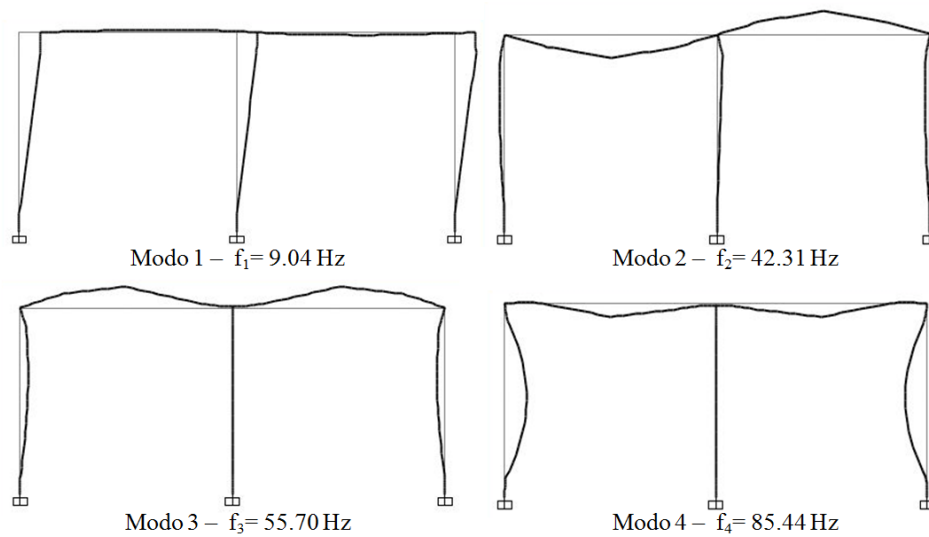 Modo 1 – f₁= 9.04 Hz
Modo 2 – f₂= 42.31 Hz
Modo 3 – f₃= 55.70 Hz
Modo 4 – f₄= 85.44 Hz